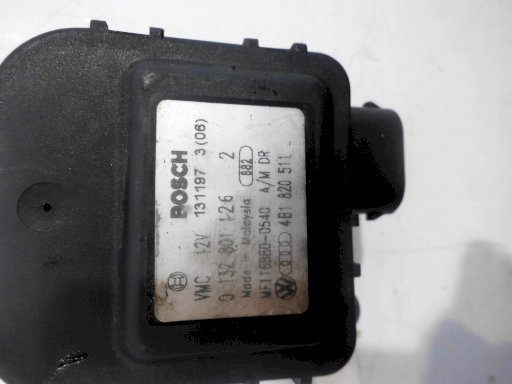 BOSCH
VMC 12V 131197 3(06)
0 132 801 126 2
Made in Malaysia 882
MF116880-0540 A/M DR
4B1 820 511